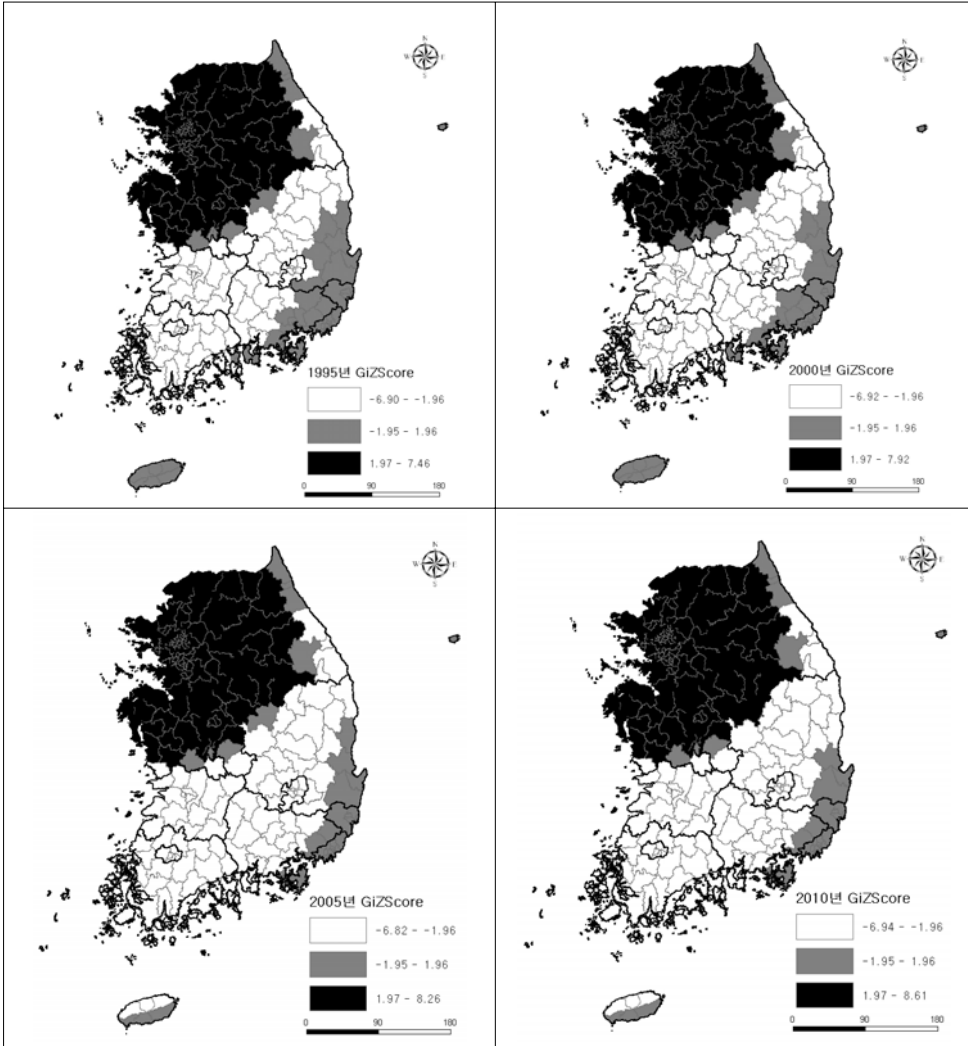 N
W E
S
1995년 GiZScore
-6.90 - -1.96
-1.95 - 1.96
1.97 - 7.46
0 90 180
N
W E
S
2000년 GiZScore
-6.92 - -1.96
-1.95 - 1.96
1.97 - 7.92
0 90 180
N
W E
S
2005년 GiZScore
-6.82 - -1.96
-1.95 - 1.96
1.97 - 8.26
0 90 180
N
W E
S
2010년 GiZScore
-6.94 - -1.96
-1.95 - 1.96
1.97 - 8.61
0 90 180